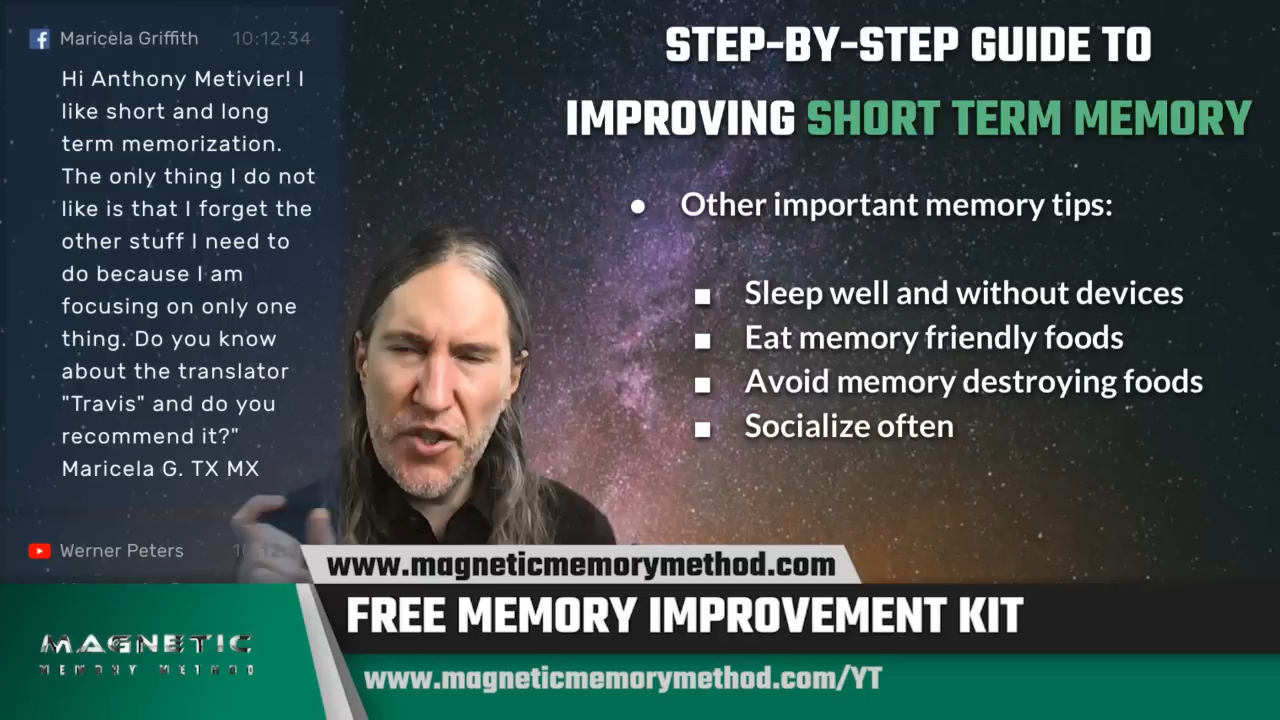 Maricela Griffith 10:12:34
Hi Anthony Metivier! I
like short and long
term memorization.
The only thing I do not
like is that I forget the
other stuff I need to
do because I am
focusing on only one
thing. Do you know
about the translator
"Travis" and do you
recommend it?"
Maricela G. TX MX
Werner Peters
STEP-BY-STEP GUIDE TO
IMPROVING SHORT TERM MEMORY
• Other important memory tips:
■ Sleep well and without devices
■ Eat memory friendly foods
■ Avoid memory destroying foods
■ Socialize often
www.magneticmemorymethod.com
FREE MEMORY IMPROVEMENT KIT
MAGNETIC
MEMORY METHOD
www.magneticmemorymethod.com/YT